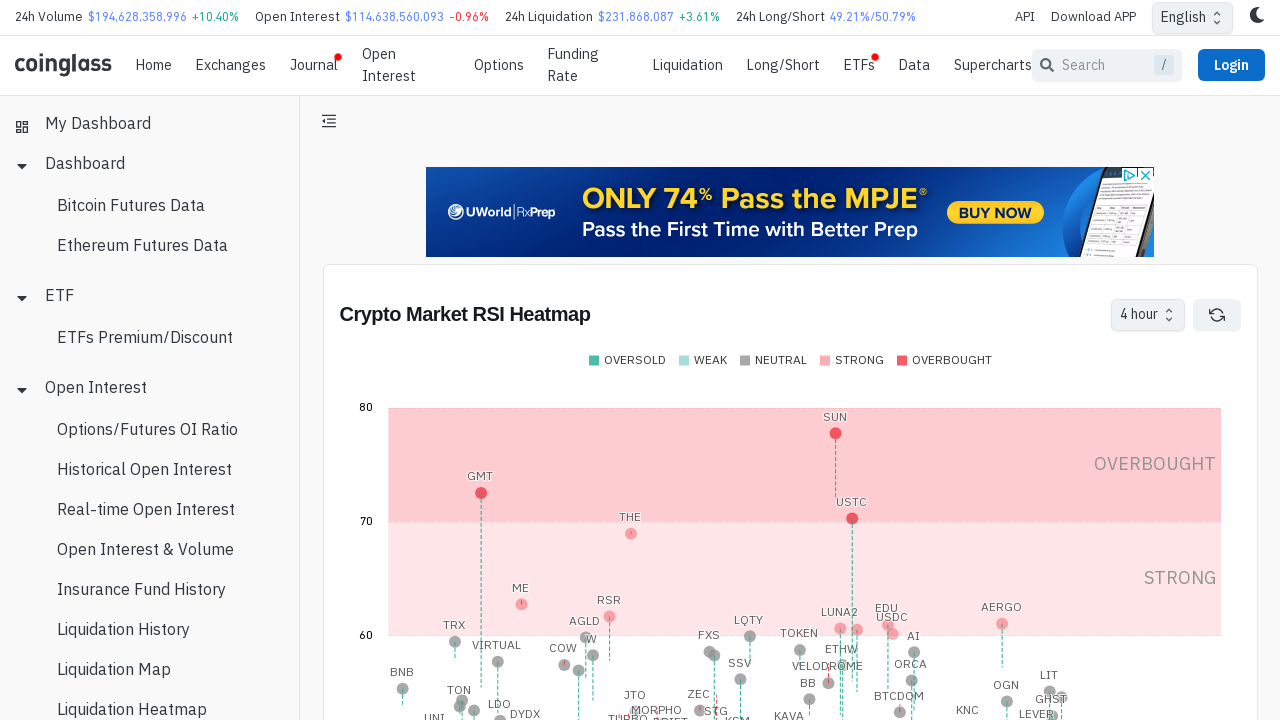 24h Volume $194,628,358,996 +10.40% Open Interest $114,638,560,093 -0.96% 24h Liquidation $231,868,087 +3.61% 24h Long/Short 49.21%/50.79% API Download APP English
coinglass Home Exchanges Journal Open Interest Options Funding Rate Liquidation Long/Short ETFs Data Supercharts Search / Login
My Dashboard
Dashboard
Bitcoin Futures Data
Ethereum Futures Data
ETF
ETFs Premium/Discount
Open Interest
Options/Futures OI Ratio
Historical Open Interest
Real-time Open Interest
Open Interest & Volume
Insurance Fund History
Liquidation History
Liquidation Map
Liquidation Heatmap
UWorld | RxPrep
ONLY 74% Pass the MPJE®
Pass the First Time with Better Prep
BUY NOW
Crypto Market RSI Heatmap
4 hour
OVERSOLD WEAK NEUTRAL STRONG OVERBOUGHT
80
SUN
OVERBOUGHT
GMT
USTC
70
THE
STRONG
ME
RSR
EDU
AERGO
LUNA2
USDC
LQTY
AGLD
TRX
60
TOKEN
FXS
W
AI
VIRTUAL
COW
ETHW
SSV
VELODROME
ORCA
BNB
LIT
BB
OGN
TON
JTO
ZEC
BTCDOM
GHST
LDO
MORPHO
STG
KNC
DYDX
LEVER
KAVA
UNI
TURBO
KSM